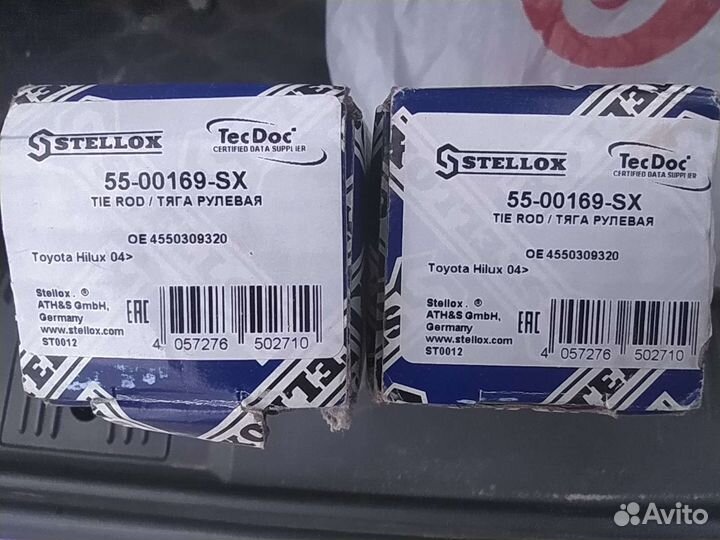 STELLOX
TecDoc
CERTIFIED DATA SUPPLIER
55-00169-SX
TIE ROD / ТЯГА РУЛЕВАЯ
OE 4550309320
Toyota Hilux 04>
Stellox . ®
ATH&S GmbH,
Germany
www.stellox.com
ST0012
EAC
4 057276 502710
STELLOX
TecDoc
CERTIFIED DATA SUPPLIER
55-00169-SX
TIE ROD / ТЯГА РУЛЕВАЯ
OE 4550309320
Toyota Hilux 04>
Stellox . ®
ATH&S GmbH,
Germany
www.stellox.com
ST0012
EAC
4 057276 502710
Avito